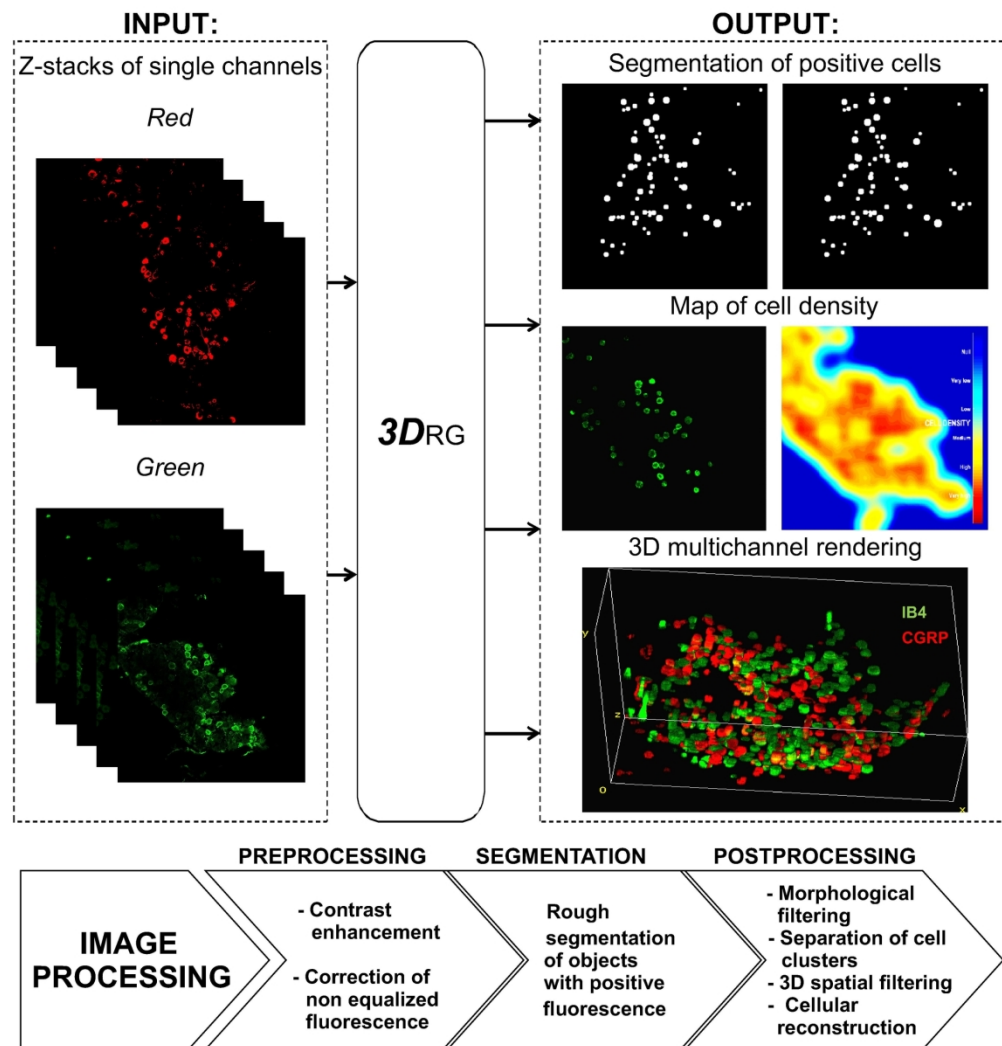 INPUT:
Z-stacks of single channels
Red
Green
3DRG
OUTPUT:
Segmentation of positive cells
Map of cell density
Null
Very low
Low
DENSITY
Medium
High
3D multichannel rendering
IB4
CGRP
y
z
o
x
IMAGE
PROCESSING
PREPROCESSING
- Contrast
enhancement
- Correction of
non equalized
fluorescence
SEGMENTATION
Rough
segmentation
of objects
with positive
fluorescence
POSTPROCESSING
- Morphological
filtering
- Separation of cell
clusters
- 3D spatial filtering
- Cellular
reconstruction